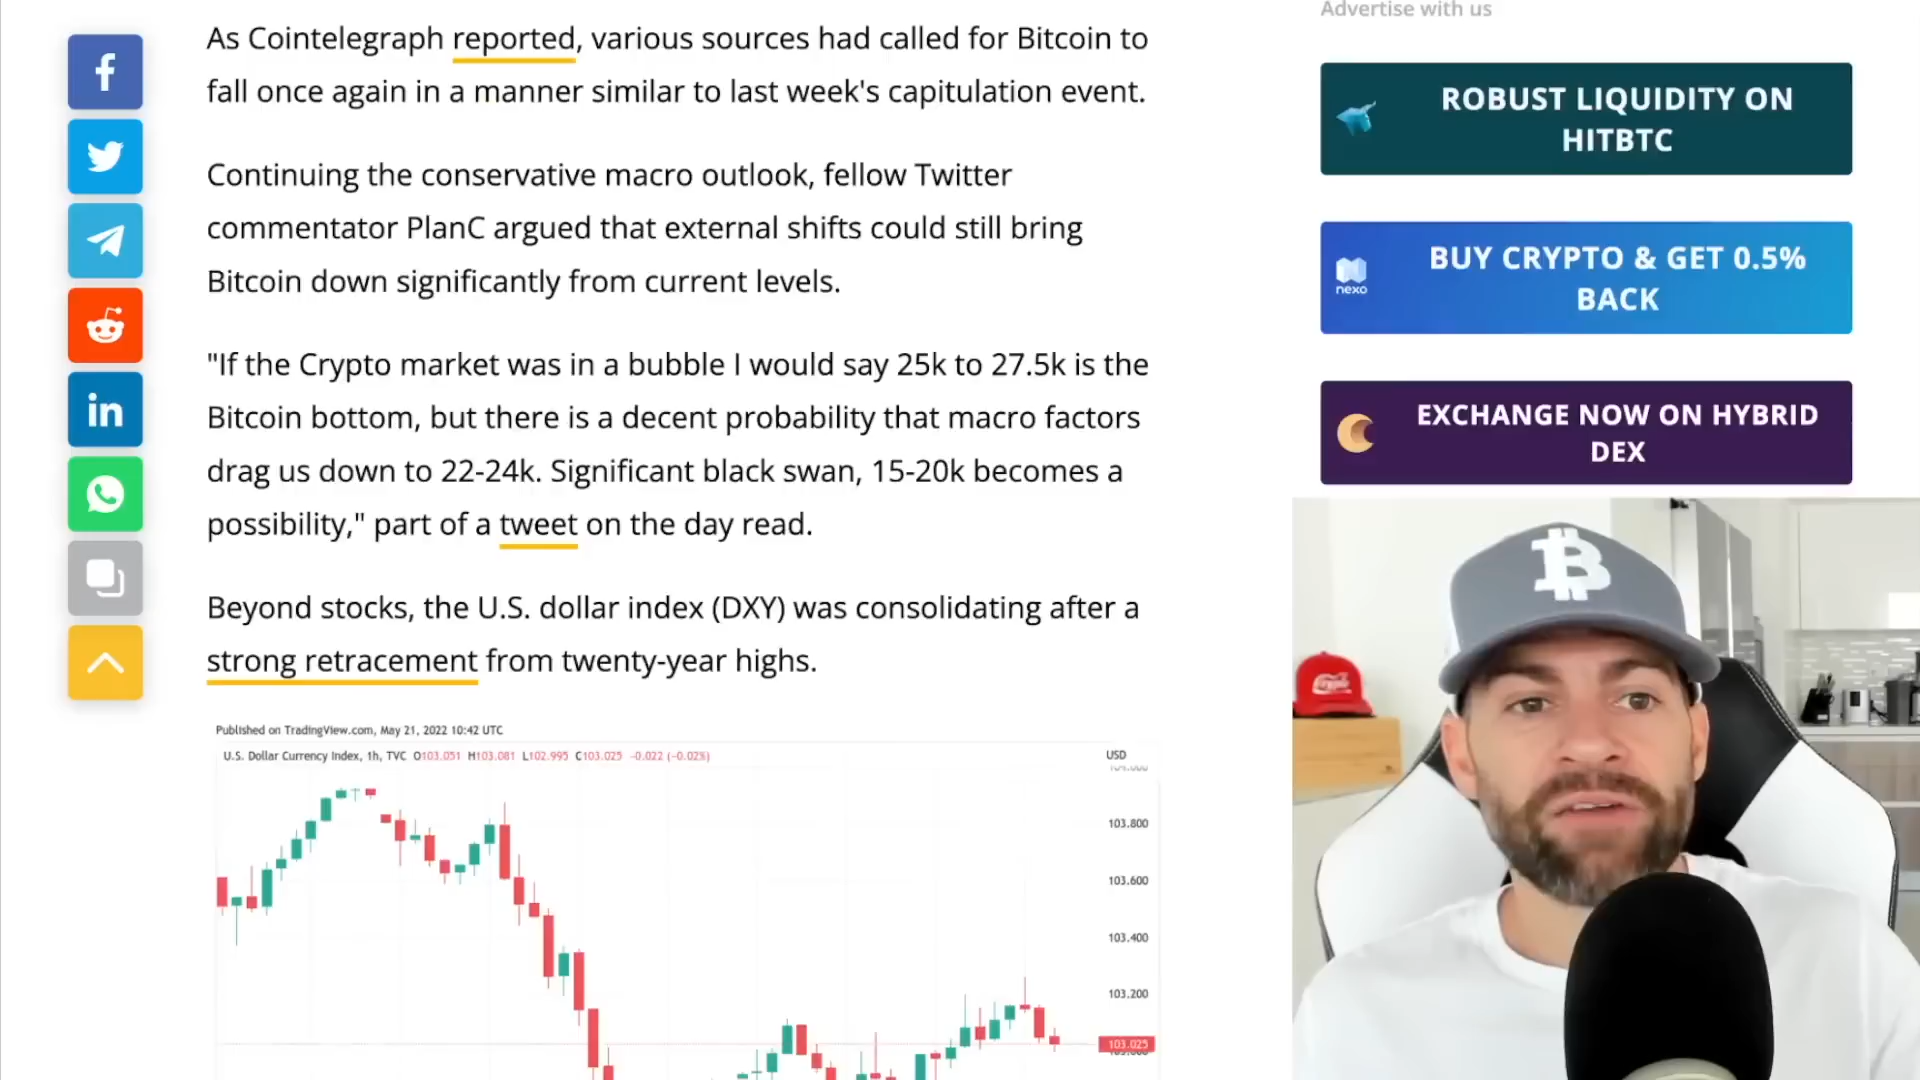 As Cointelegraph reported, various sources had called for Bitcoin to
fall once again in a manner similar to last week's capitulation event.
Continuing the conservative macro outlook, fellow Twitter
commentator PlanC argued that external shifts could still bring
Bitcoin down significantly from current levels.
"If the Crypto market was in a bubble I would say 25k to 27.5k is the
Bitcoin bottom, but there is a decent probability that macro factors
drag us down to 22-24k. Significant black swan, 15-20k becomes a
possibility," part of a tweet on the day read.
Beyond stocks, the U.S. dollar index (DXY) was consolidating after a
strong retracement from twenty-year highs.
Published on TradingView.com, May 21, 2022 10:42 UTC
U.S. Dollar Currency Index, 1h, TVC O103.051 H103.081 L102.995 C103.025 -0.022 (-0.02%)
USD
103.800
103.600
103.400
103.200
103.025
Advertise with us
ROBUST LIQUIDITY ON
HITBTC
nexo
BUY CRYPTO & GET 0.5%
BACK
EXCHANGE NOW ON HYBRID
DEX